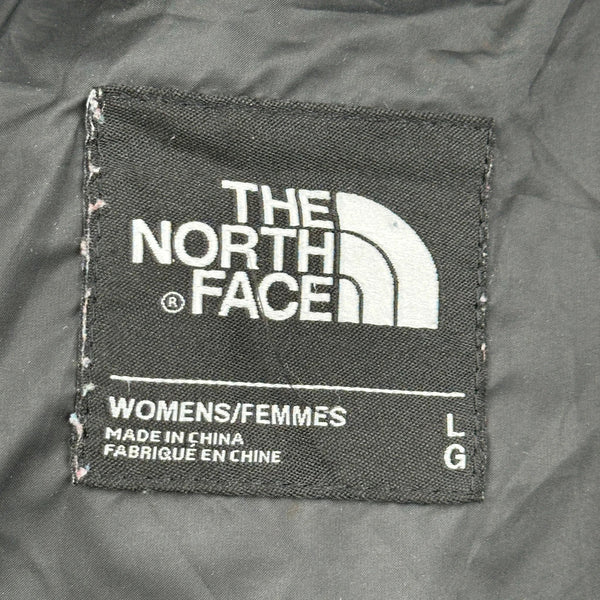 THE
NORTH
® FACE
WOMENS/FEMMES
MADE IN CHINA
FABRIQUÉ EN CHINE
L
G